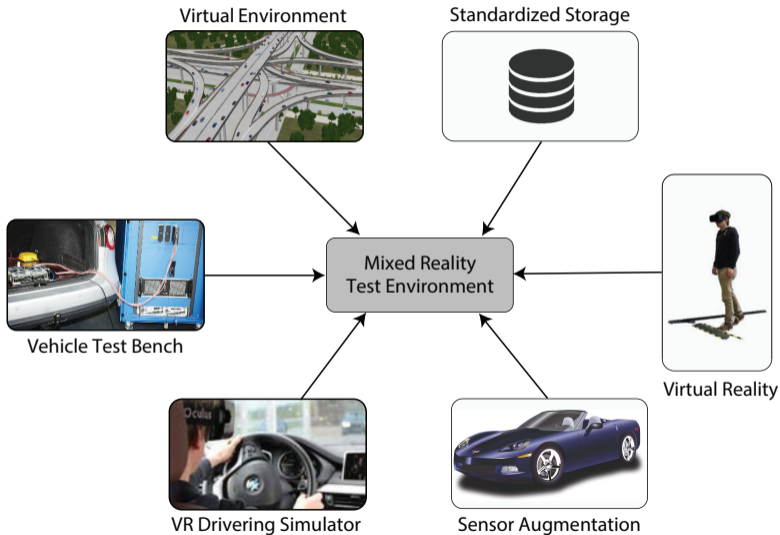 Virtual Environment
Standardized Storage
Mixed Reality
Test Environment
Vehicle Test Bench
Virtual Reality
Oculus
VR Drivering Simulator
Sensor Augmentation